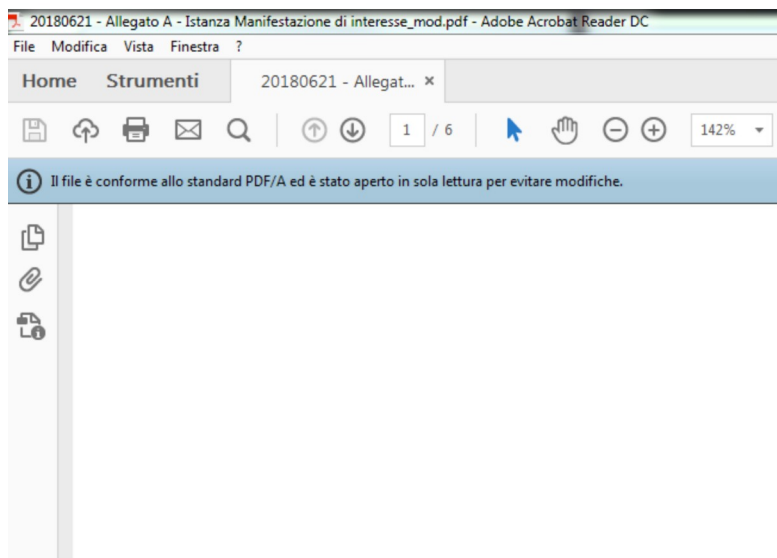 20180621 - Allegato A - Istanza Manifestazione di interesse_mod.pdf - Adobe Acrobat Reader DC
File Modifica Vista Finestra ?
Home Strumenti 20180621 - Allegat... ×
1 / 6 142%
Il file è conforme allo standard PDF/A ed è stato aperto in sola lettura per evitare modifiche.